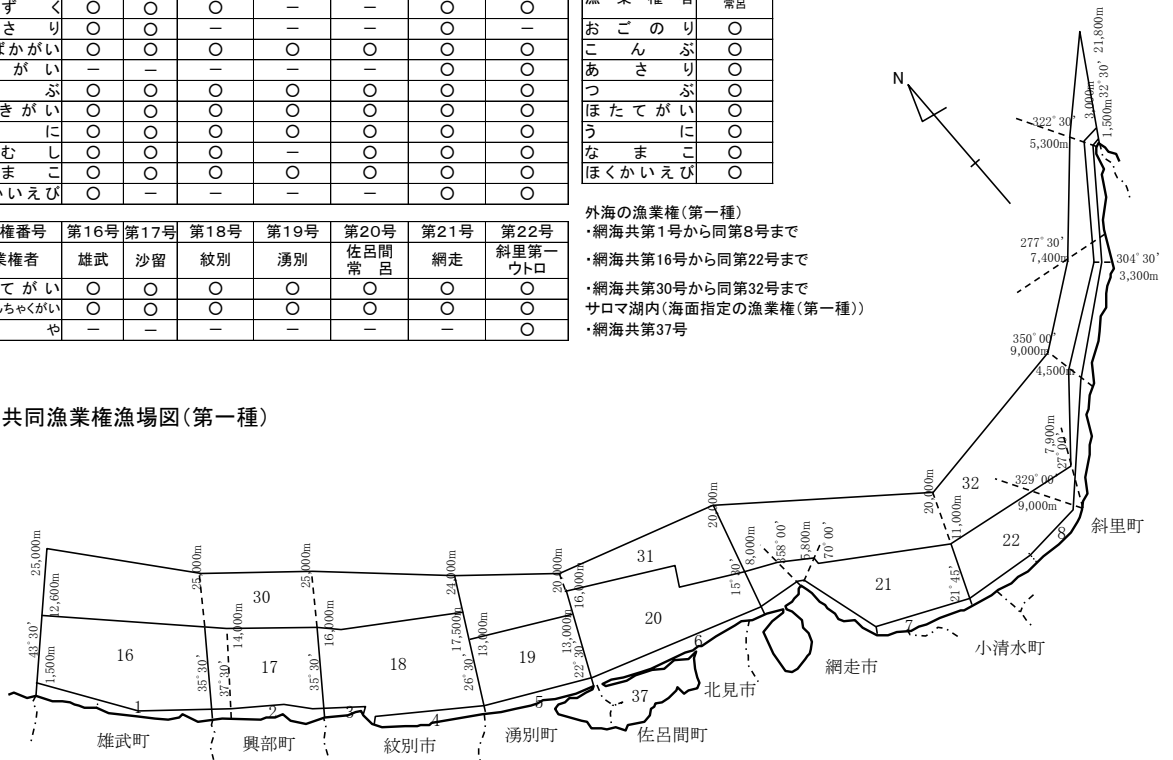 ず く ○ ○ ○ － － ○ ○
さ り ○ ○ － － － ○ －
ばかがい ○ ○ ○ ○ ○ ○ ○
が い － － － － － ○ ○
ぶ ○ ○ ○ ○ ○ ○ ○
きがい ○ ○ ○ ○ ○ ○ ○
に ○ ○ ○ ○ ○ ○ ○
む し ○ ○ ○ － ○ ○ ○
ま こ ○ ○ ○ ○ ○ ○ ○
いえび ○ － － － － ○ ○
権番号 第16号 第17号 第18号 第19号 第20号 第21号 第22号
業権者 雄武 沙留 紋別 湧別 佐呂間 常呂 網走 斜里第一 ウトロ
てがい ○ ○ ○ ○ ○ ○ ○
んちゃくがい ○ ○ ○ ○ ○ ○ ○
や － － － － － － ○
漁業権者 常呂
おごのり ○
こんぶ ○
あさり ○
つぶ ○
ほたてがい ○
うに ○
なまこ ○
ほくかいえび ○
外海の漁業権(第一種)
・網海共第1号から同第8号まで
・網海共第16号から同第22号まで
・網海共第30号から同第32号まで
サロマ湖内(海面指定の漁業権(第一種))
・網海共第37号
共同漁業権漁場図(第一種)
N
21,800m
32°30′
3,000m
1,500m
322°30′
5,300m
277°30′
7,400m
304°30′
3,300m
350°00′
9,000m
4,500m
7,900m
27°00′
329°00′
9,000m
32
20,000m
11,000m
22
8
斜里町
21°45′
小清水町
20,000m
31
8,000m
358°00′
5,800m
70°00′
15°30′
21
7
網走市
20,000m
16,000m
20
6
北見市
37
佐呂間町
24,000m
17,500m
13,000m
13,000m
19
22°30′
26°30′
5
湧別町
25,000m
16,000m
18
35°30′
3
4
紋別市
25,000m
30
14,000m
17
35°30′
37°30′
2
興部町
25,000m
12,600m
16
43°30′
1,500m
1
雄武町